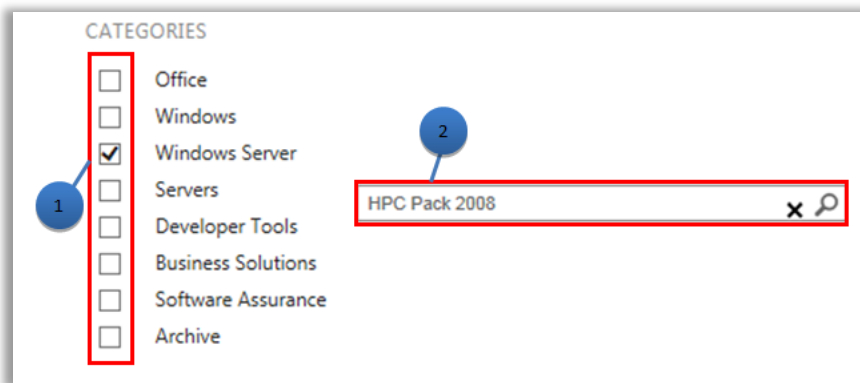 CATEGORIES
Office
Windows
Windows Server
Servers
Developer Tools
Business Solutions
Software Assurance
Archive
1
2
HPC Pack 2008